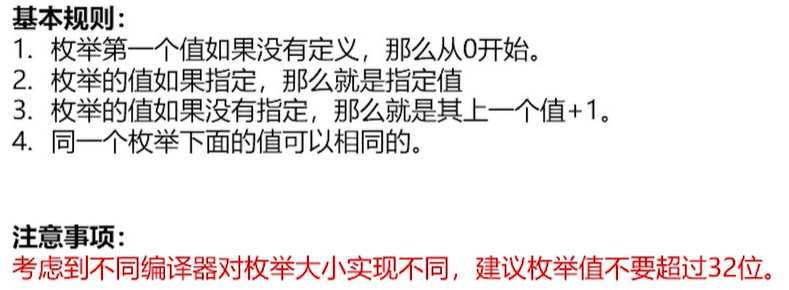 基本规则：
1. 枚举第一个值如果没有定义，那么从0开始。
2. 枚举的值如果指定，那么就是指定值
3. 枚举的值如果没有指定，那么就是其上一个值+1。
4. 同一个枚举下面的值可以相同的。
注意事项：
考虑到不同编译器对枚举大小实现不同，建议枚举值不要超过32位。